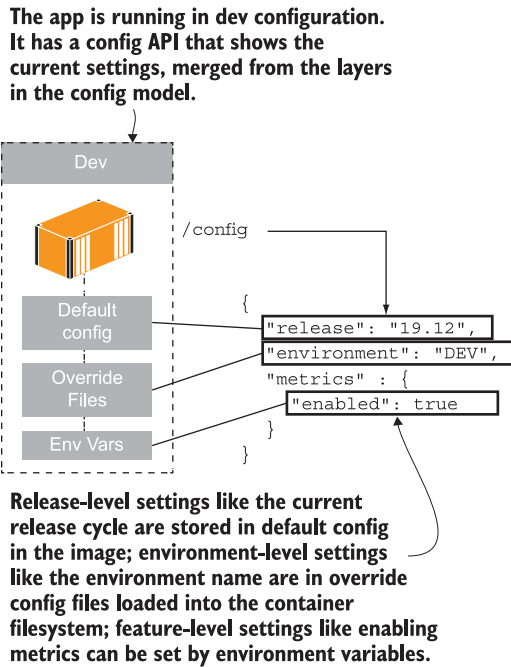 The app is running in dev configuration.
It has a config API that shows the
current settings, merged from the layers
in the config model.
Dev
/config
Default
config
Override
Files
Env Vars
{
"release": "19.12",
"environment": "DEV",
"metrics" : {
"enabled": true
}
}
Release-level settings like the current
release cycle are stored in default config
in the image; environment-level settings
like the environment name are in override
config files loaded into the container
filesystem; feature-level settings like enabling
metrics can be set by environment variables.